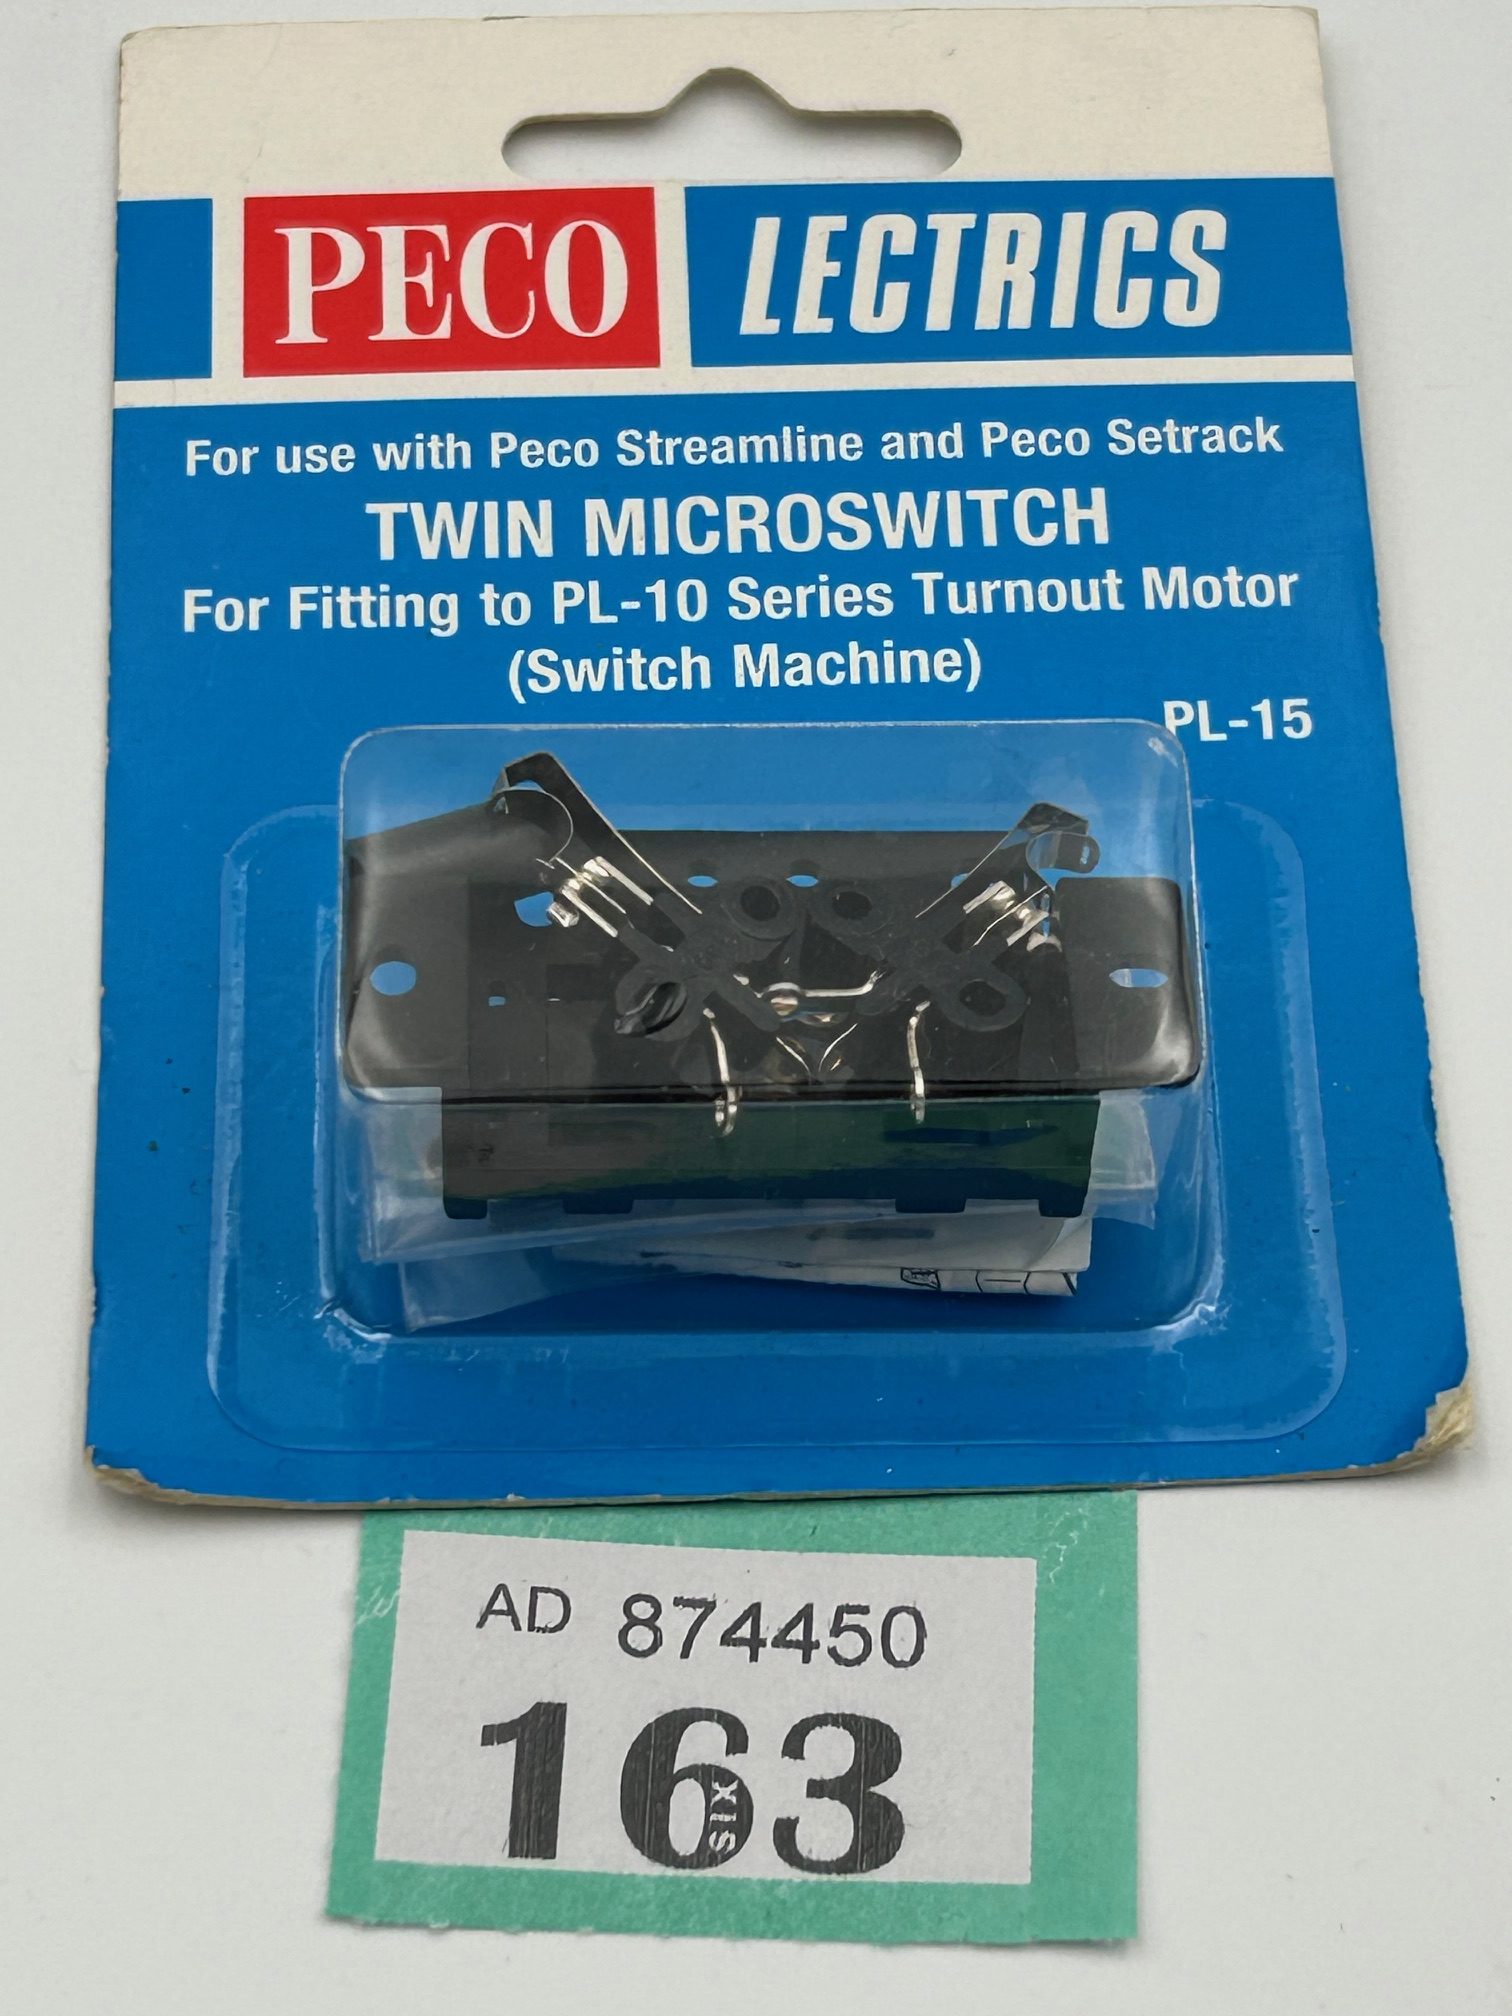 PECO LECTRICS
For use with Peco Streamline and Peco Setrack
TWIN MICROSWITCH
For Fitting to PL-10 Series Turnout Motor
(Switch Machine)
PL-15
AD 874450
163
SIX